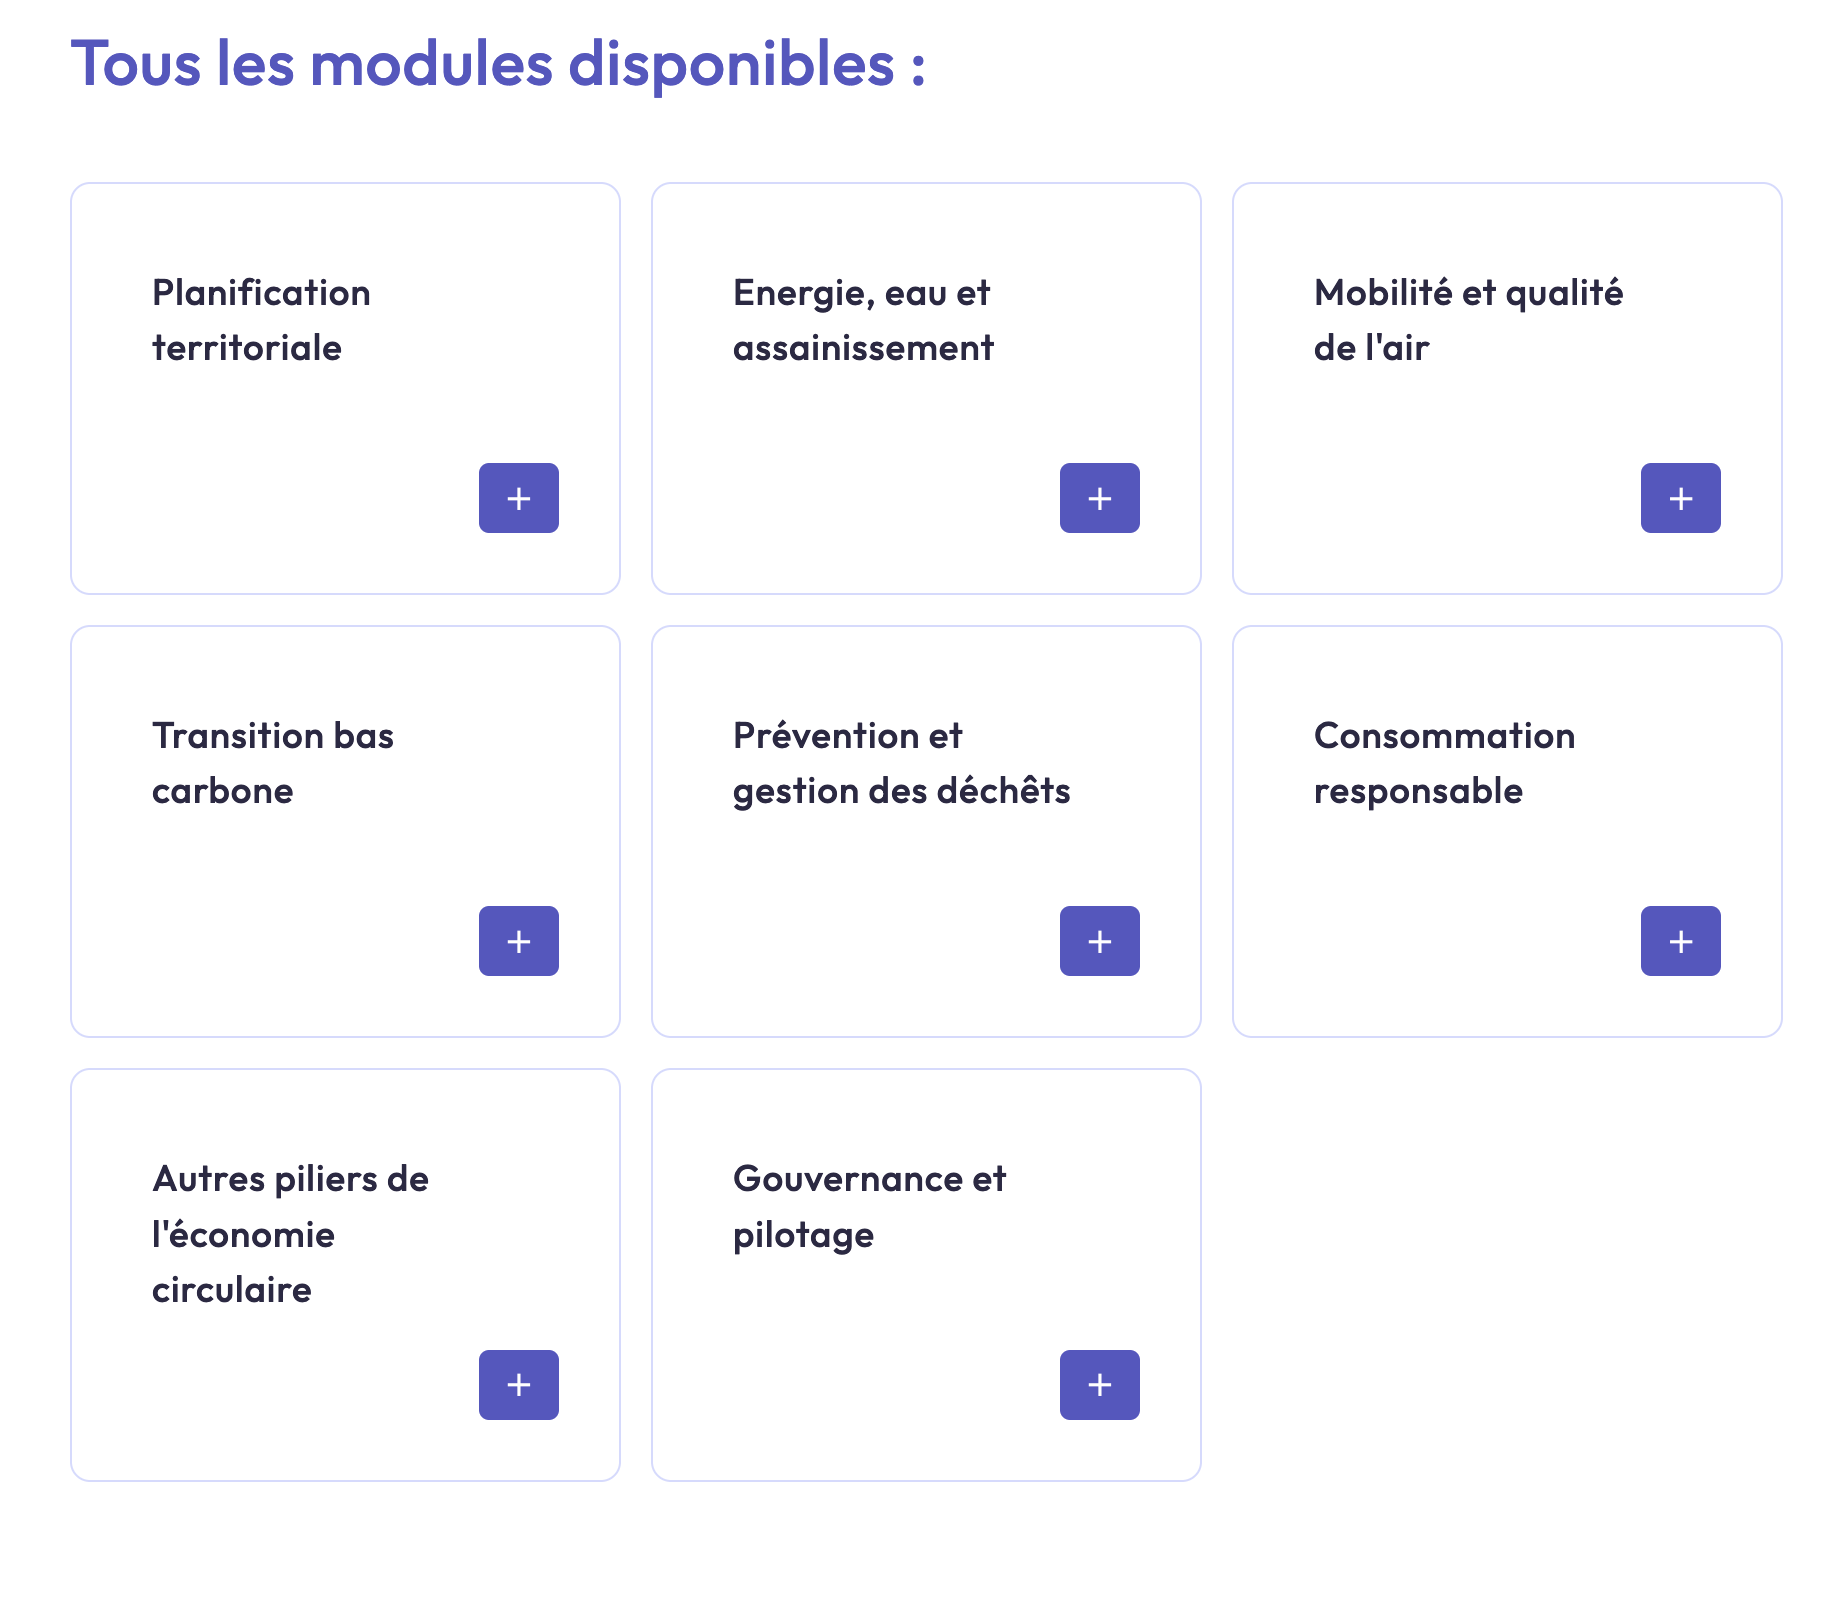 Tous les modules disponibles :
Planification
territoriale
+
Energie, eau et
assainissement
+
Mobilité et qualité
de l'air
+
Transition bas
carbone
+
Prévention et
gestion des déchêts
+
Consommation
responsable
+
Autres piliers de
l'économie
circulaire
+
Gouvernance et
pilotage
+